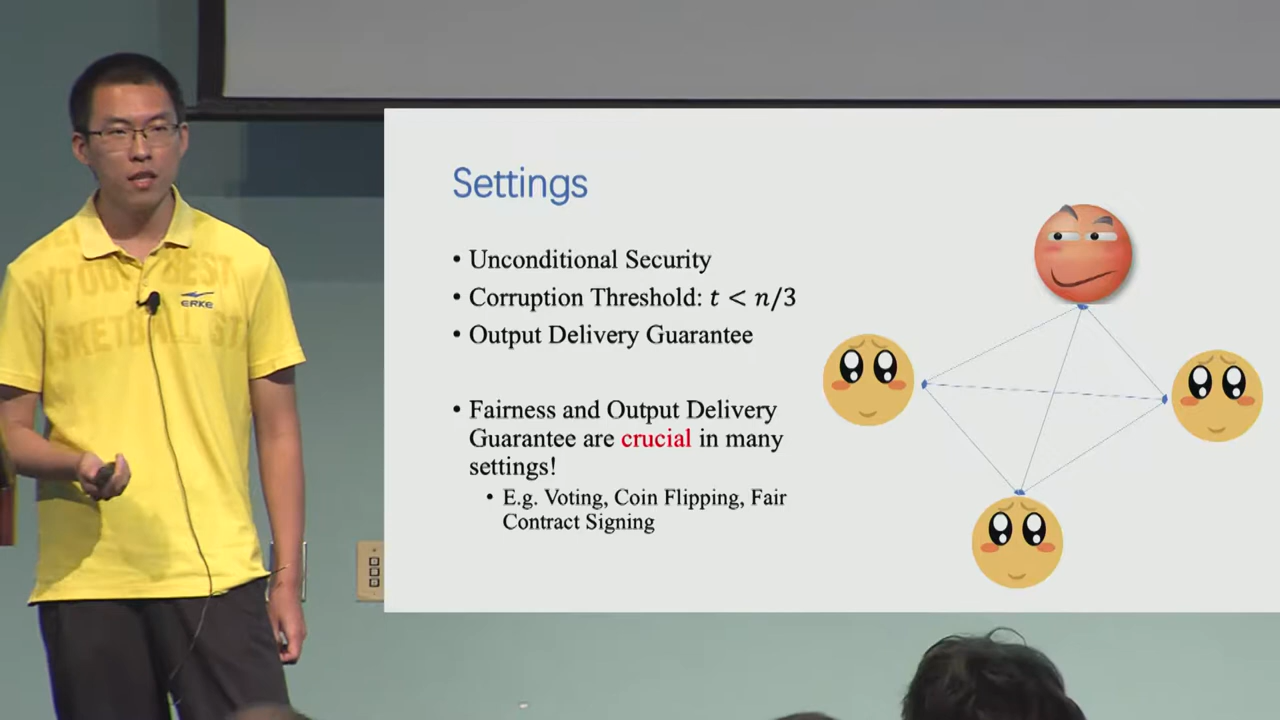 Settings
• Unconditional Security
• Corruption Threshold: t < n/3
• Output Delivery Guarantee
• Fairness and Output Delivery
Guarantee are crucial in many
settings!
• E.g. Voting, Coin Flipping, Fair
Contract Signing
ERKE